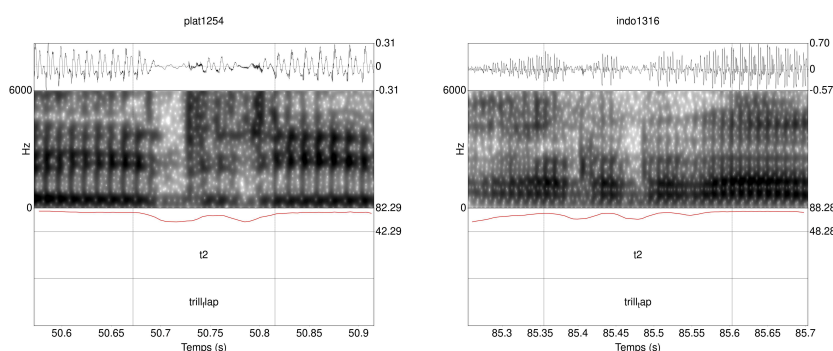 plat1254
0.31
0
-0.31
6000
Hz
0
82.29
42.29
t2
trillflap
50.6 50.65 50.7 50.75 50.8 50.85 50.9
Temps (s)
indo1316
0.70
0
-0.57
6000
Hz
0
88.28
48.28
t2
trilltap
85.3 85.35 85.4 85.45 85.5 85.55 85.6 85.65 85.7
Temps (s)